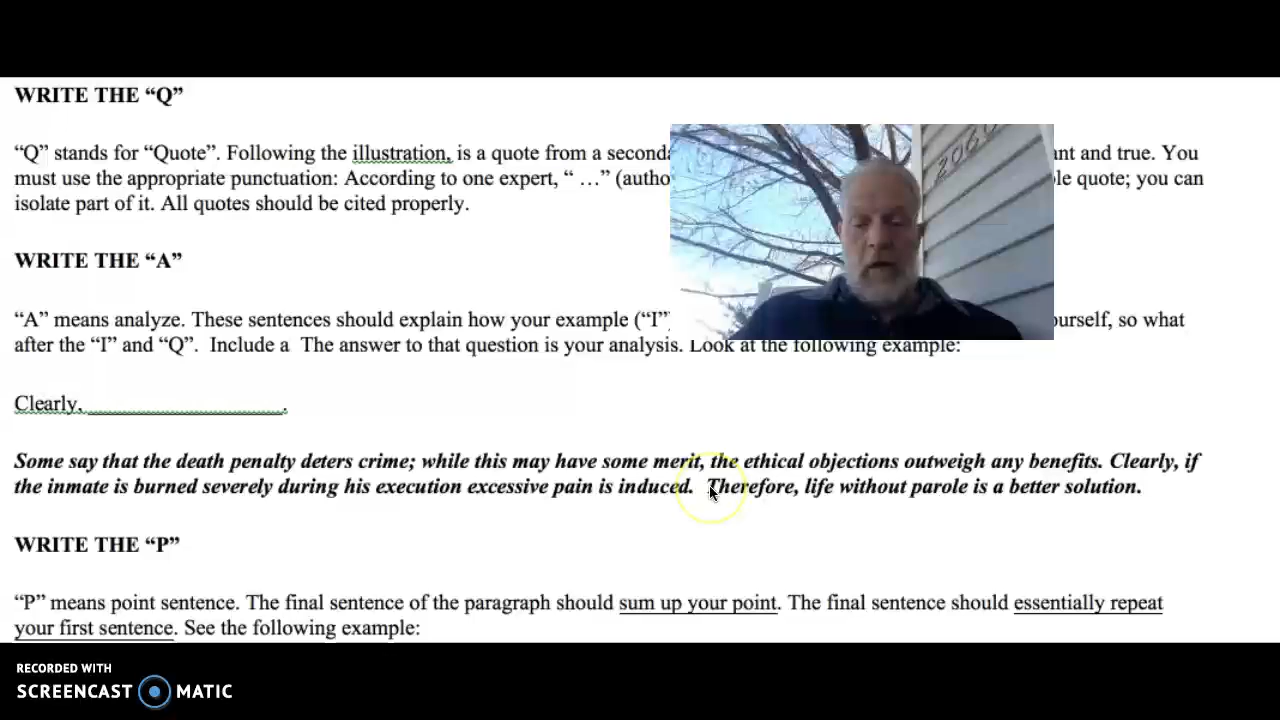 WRITE THE “Q”
“Q” stands for “Quote”. Following the illustration, is a quote from a and true. You
must use the appropriate punctuation: According to one expert, “ …” quote; you can
isolate part of it. All quotes should be cited properly.
WRITE THE “A”
“A” means analyze. These sentences should explain how your example (“I” so what
after the “I” and “Q”. Include a The answer to that question is your analysis. Look at the following example:
Clearly, ____________________.
Some say that the death penalty deters crime; while this may have some merit, the ethical objections outweigh any benefits. Clearly, if
the inmate is burned severely during his execution excessive pain is induced. Therefore, life without parole is a better solution.
WRITE THE “P”
“P” means point sentence. The final sentence of the paragraph should sum up your point. The final sentence should essentially repeat
your first sentence. See the following example:
RECORDED WITH
SCREENCAST MATIC